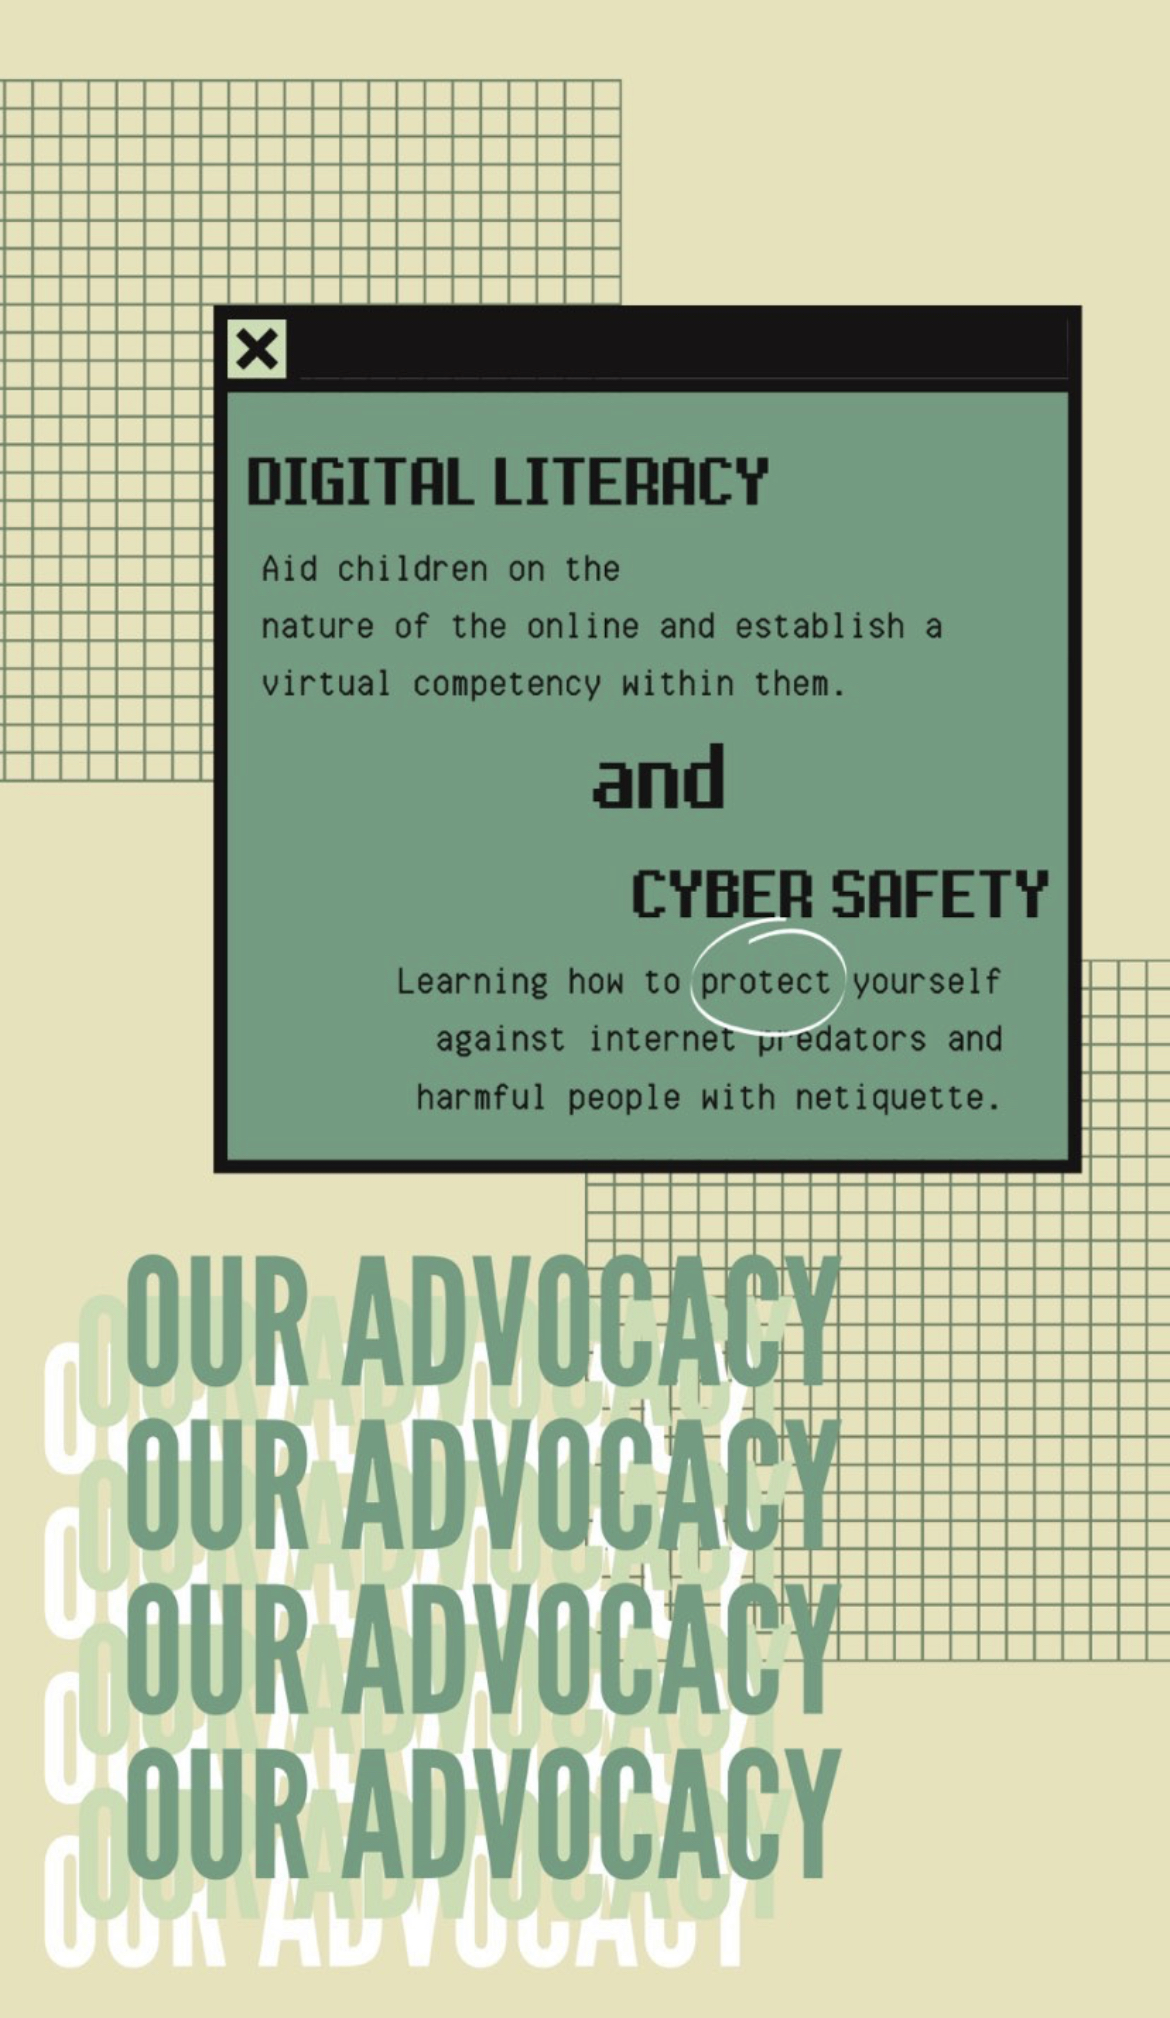 DIGITAL LITERACY
Aid children on the
nature of the online and establish a
virtual competency within them.
and
CYBER SAFETY
Learning how to protect yourself
against internet predators and
harmful people with netiquette.
OUR ADVOCACY
OUR ADVOCACY
OUR ADVOCACY
OUR ADVOCACY